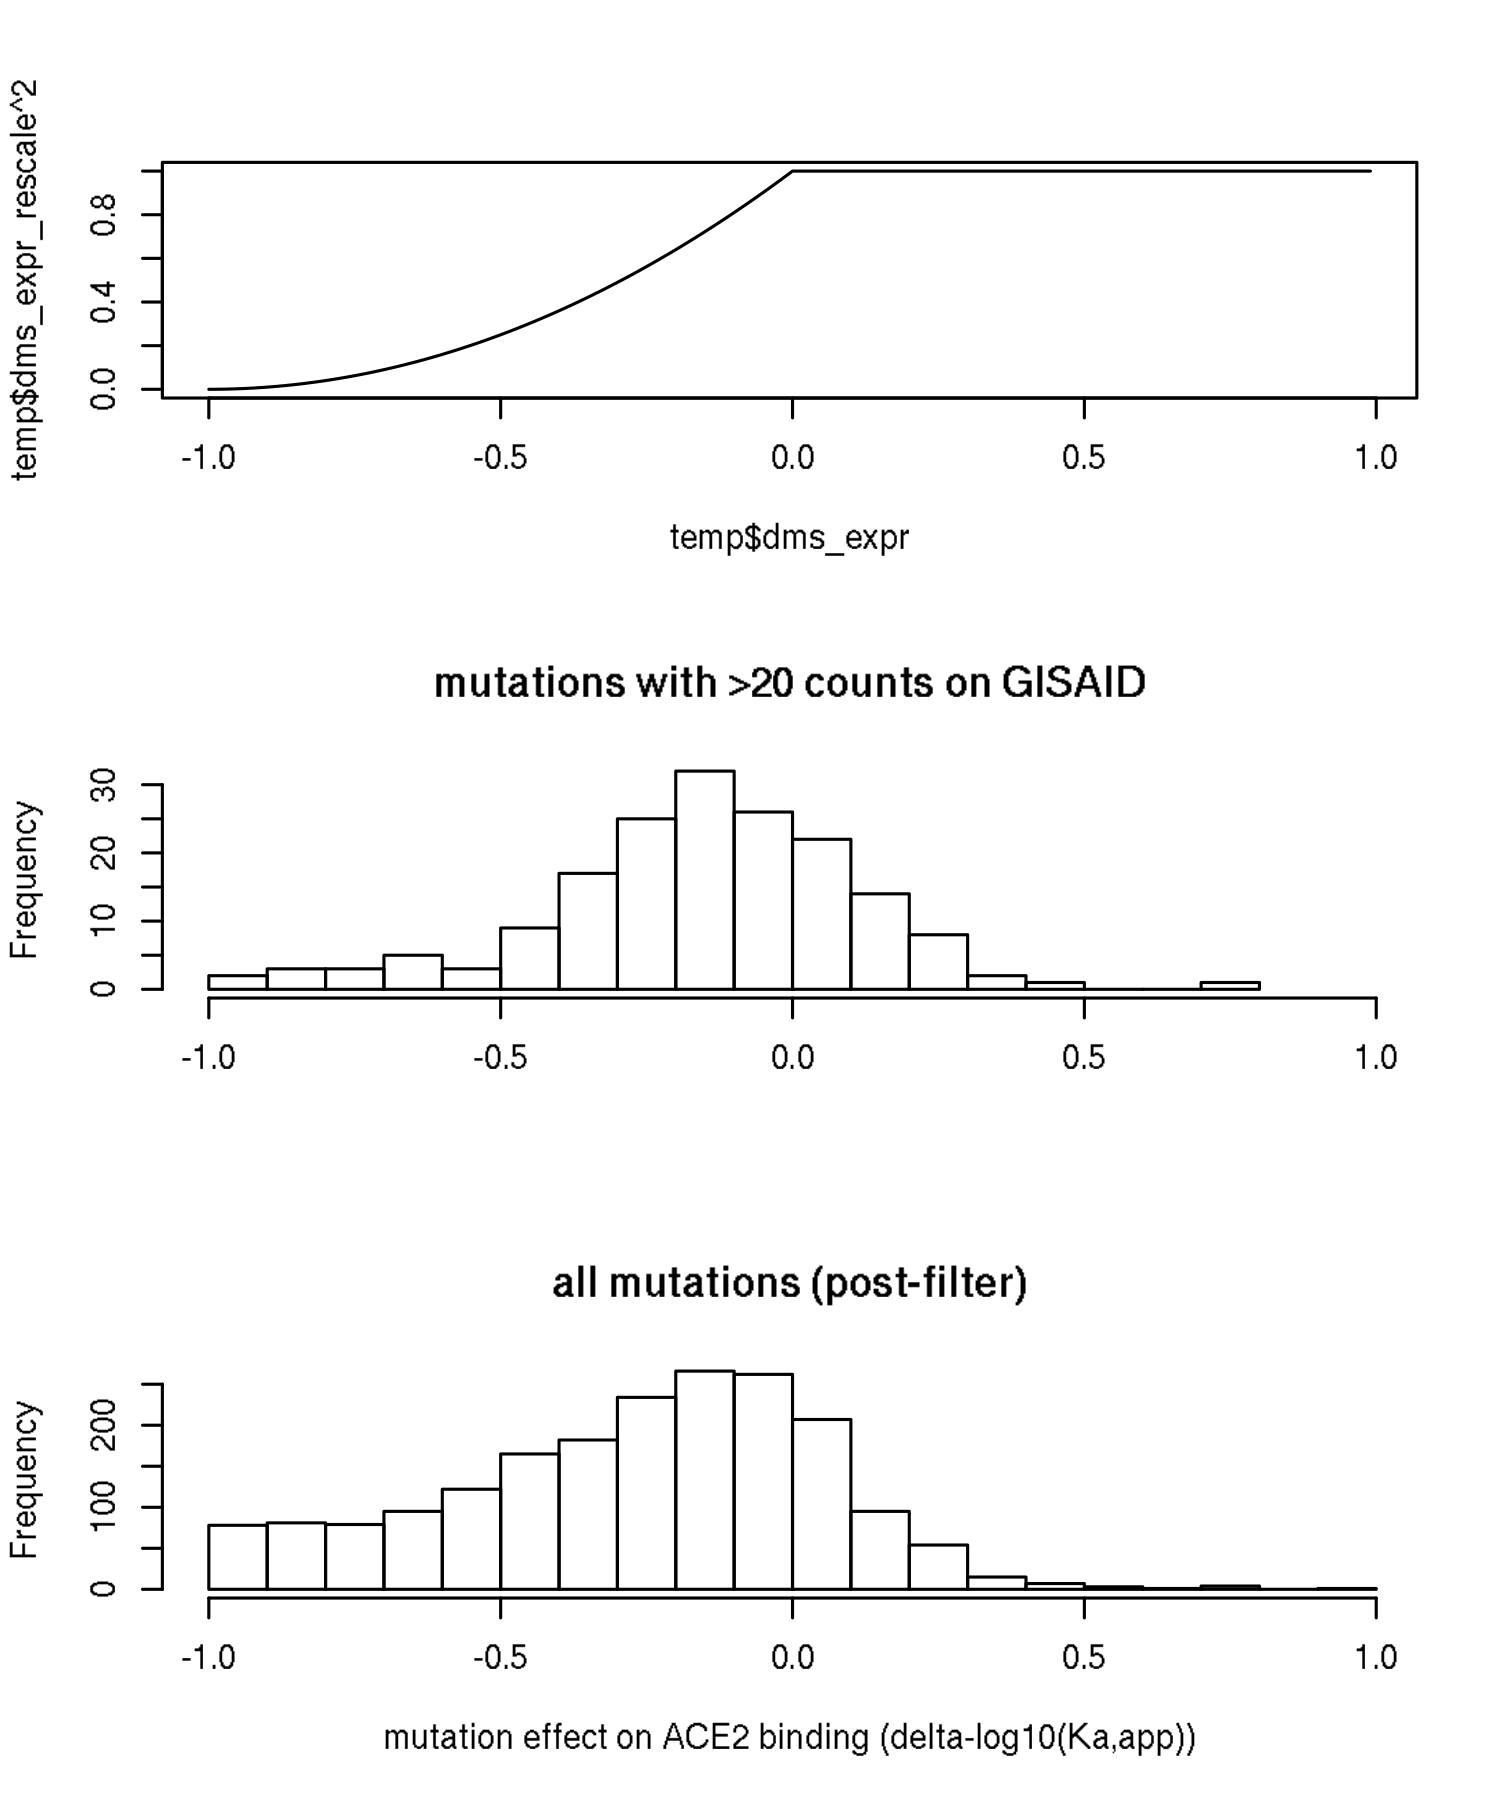 temp$dms_expr_rescale^2
0.0 0.4 0.8
-1.0 -0.5 0.0 0.5 1.0
temp$dms_expr
mutations with >20 counts on GISAID
Frequency
0 10 20 30
-1.0 -0.5 0.0 0.5 1.0
all mutations (post-filter)
Frequency
0 100 200
-1.0 -0.5 0.0 0.5 1.0
mutation effect on ACE2 binding (delta-log10(Ka,app))